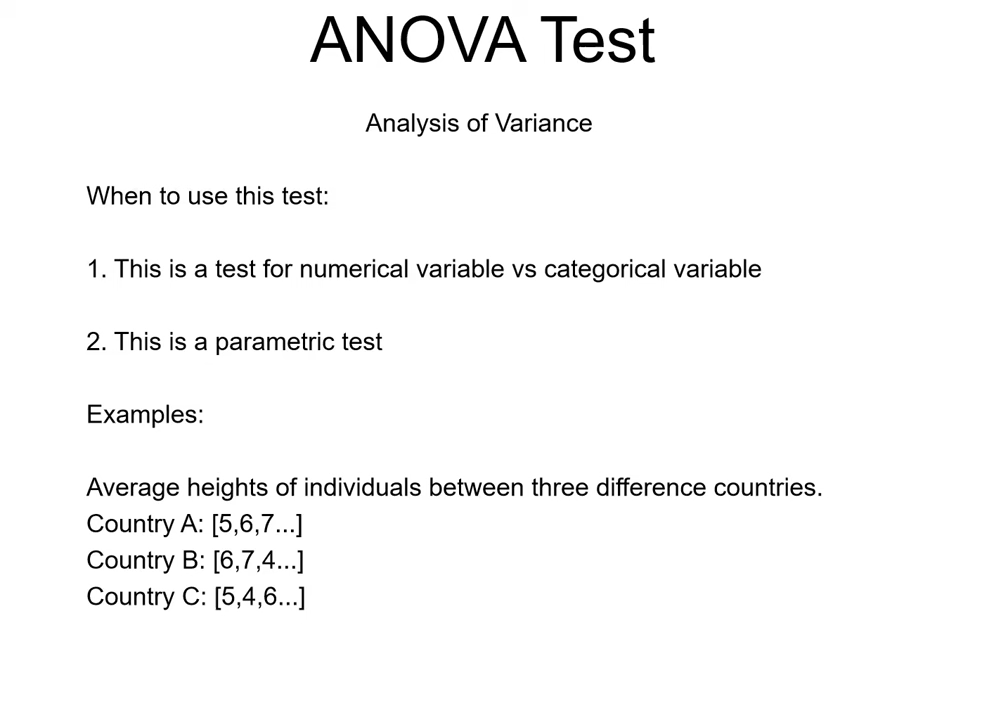 ANOVA Test
Analysis of Variance
When to use this test:
1. This is a test for numerical variable vs categorical variable
2. This is a parametric test
Examples:
Average heights of individuals between three difference countries.
Country A: [5,6,7...]
Country B: [6,7,4...]
Country C: [5,4,6...]